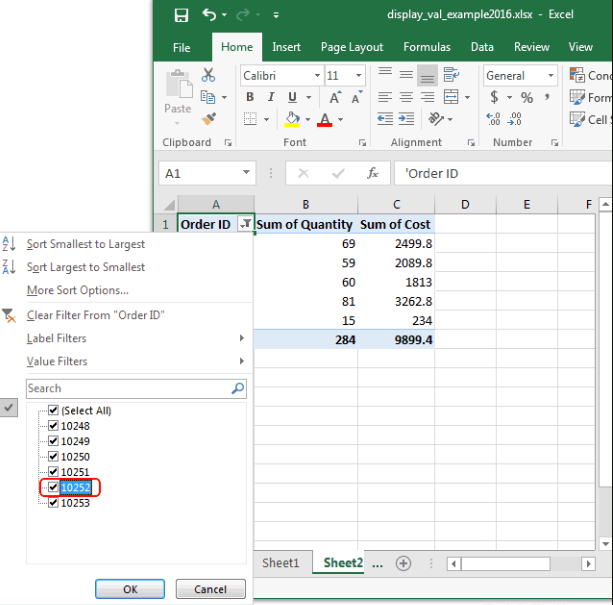 display_val_example2016.xlsx - Excel
File Home Insert Page Layout Formulas Data Review View
Calibri 11 General Conc
Paste B I U A A $ % , Form
A .00 .00 Cell S
Clipboard Font Alignment Number
A1 fx 'Order ID
A B C D E F
1 Order ID Sum of Quantity Sum of Cost
69 2499.8
59 2089.8
60 1813
81 3262.8
15 234
284 9899.4
Sort Smallest to Largest
Sort Largest to Smallest
More Sort Options...
Clear Filter From "Order ID"
Label Filters
Value Filters
Search
(Select All)
10248
10249
10250
10251
10252
10253
OK Cancel
Sheet1 Sheet2 ...